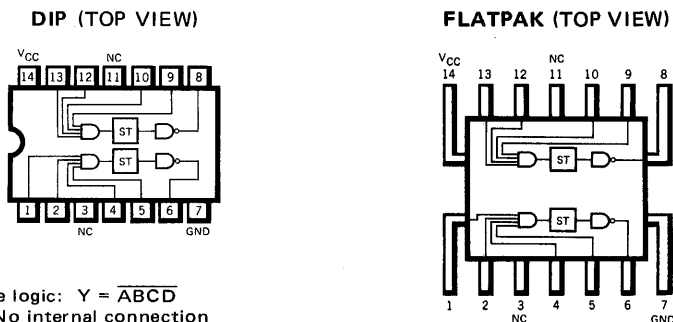 DIP (TOP VIEW)
FLATPAK (TOP VIEW)
VCC NC
14 13 12 11 10 9 8
ST
ST
1 2 3 4 5 6 7
NC GND
VCC NC
14 13 12 11 10 9 8
ST
ST
1 2 3 4 5 6 7
NC GND
e logic: Y = \overline{ABCD}
No internal connection